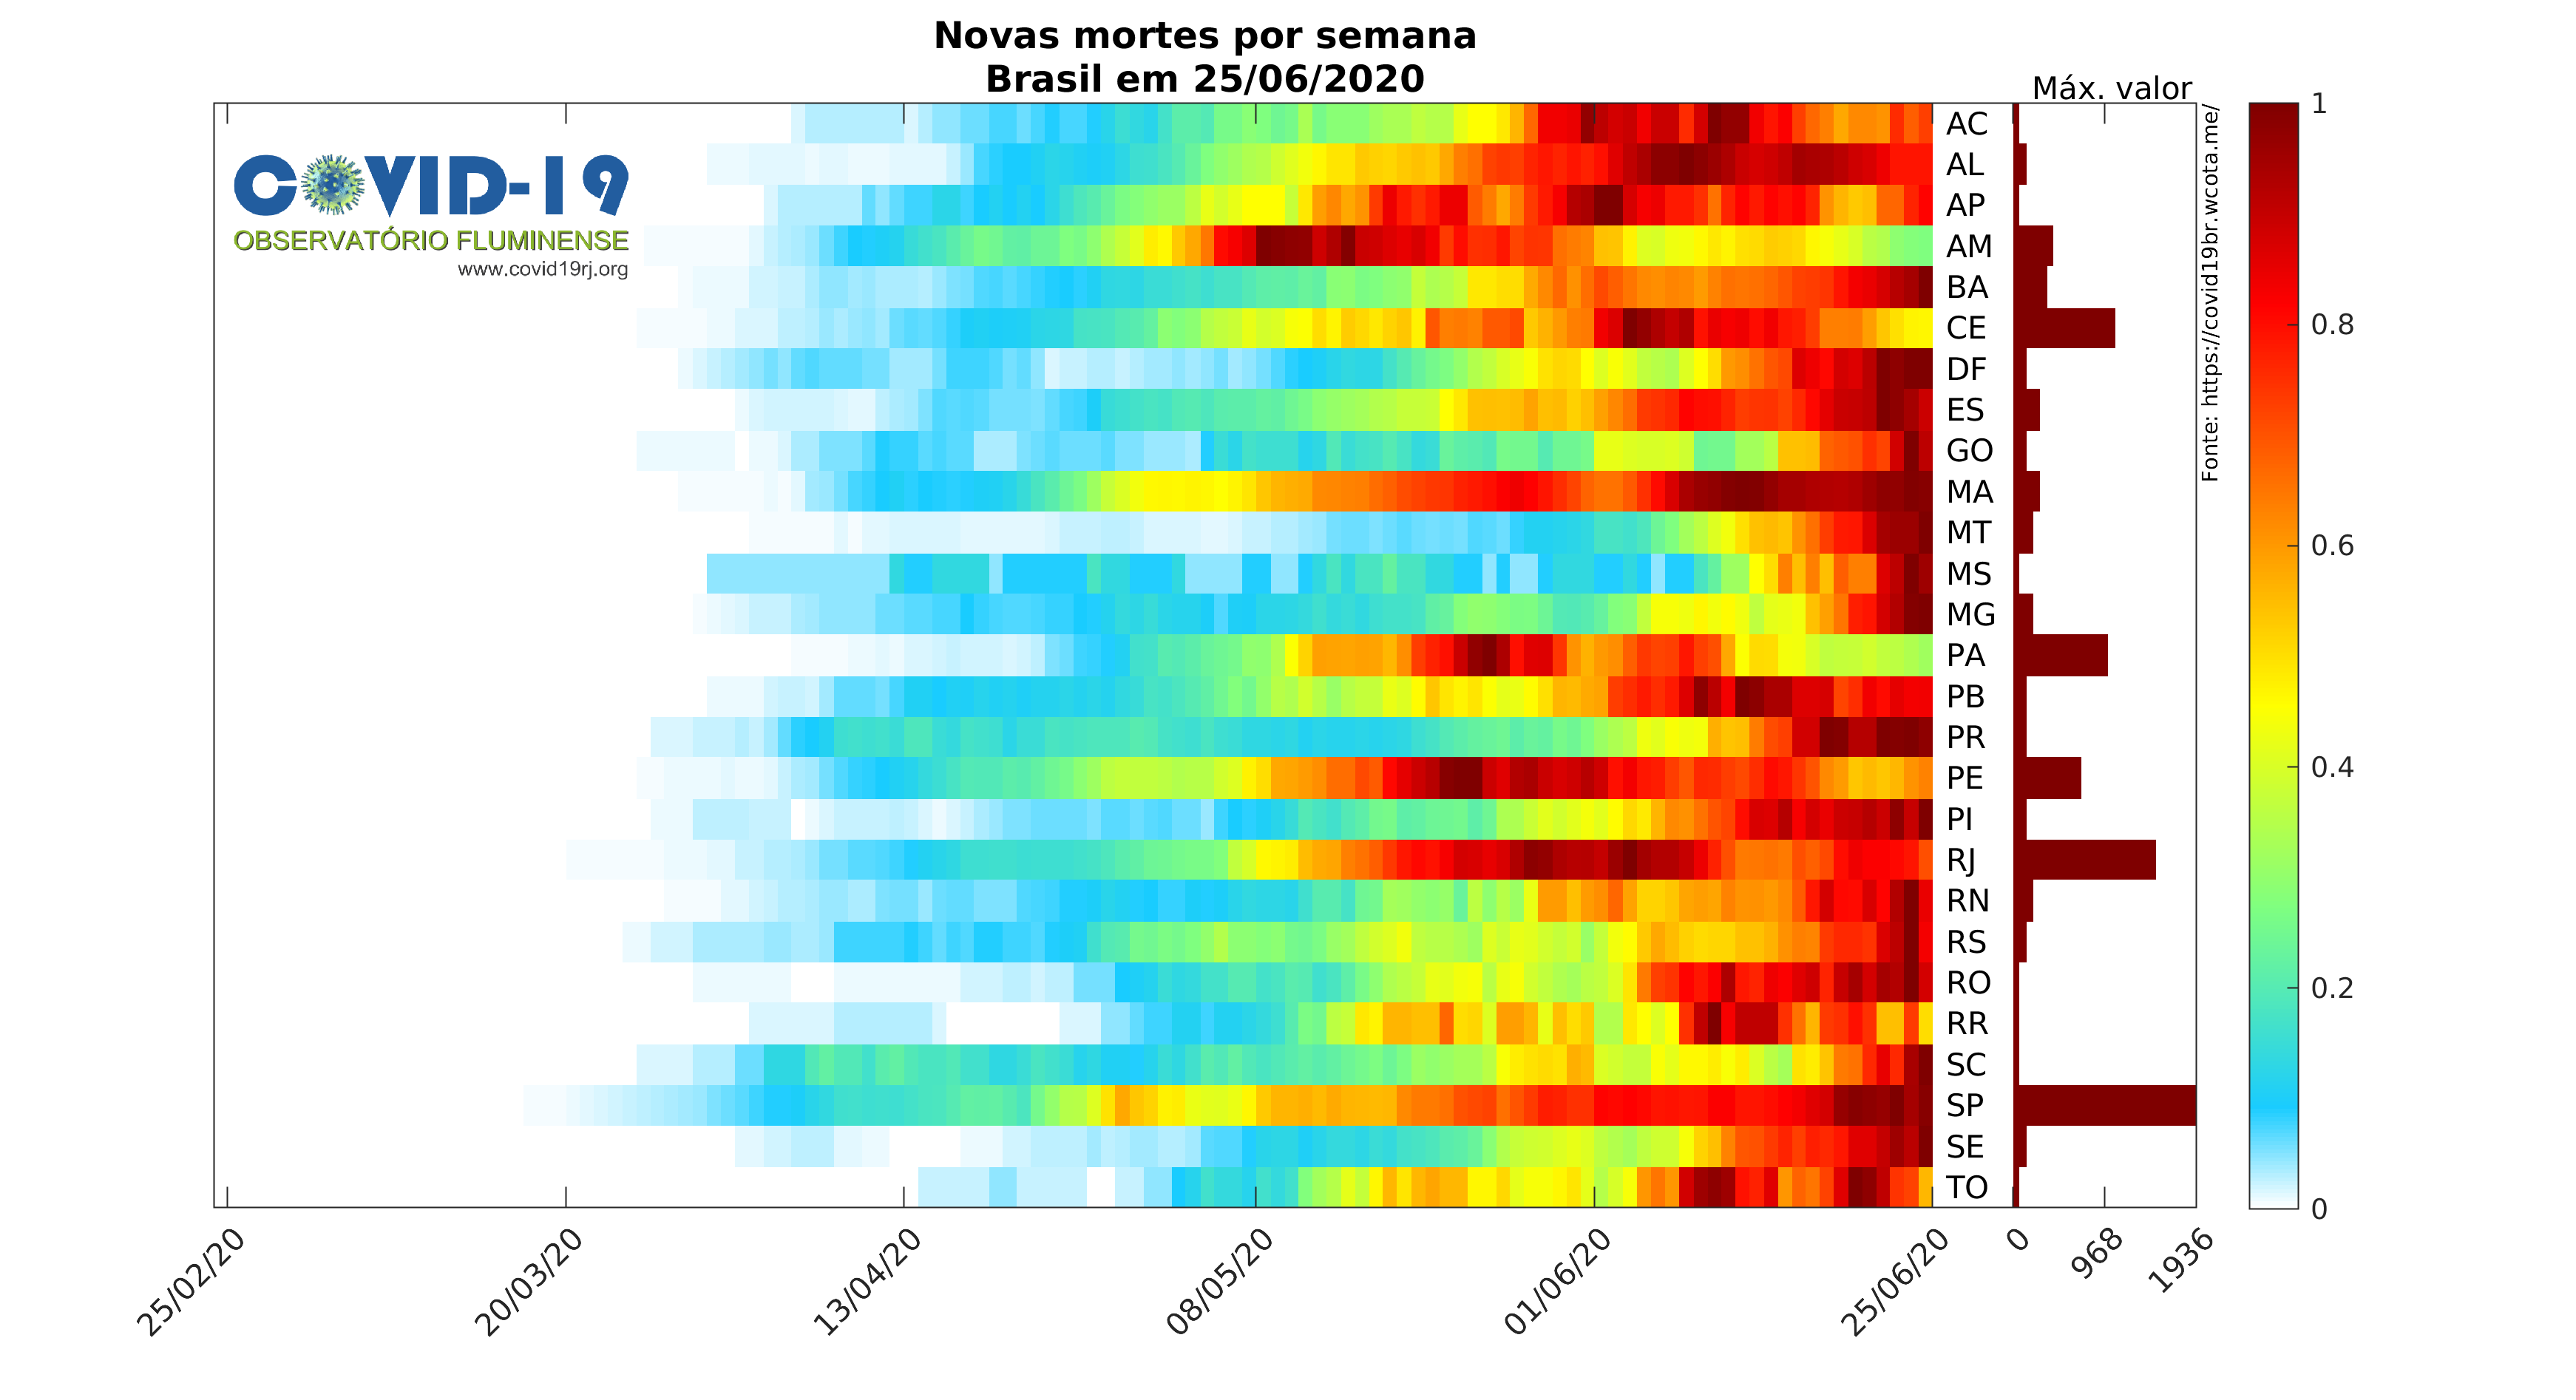 Novas mortes por semana
Brasil em 25/06/2020
Máx. valor
COVID-19
OBSERVATÓRIO FLUMINENSE
www.covid19rj.org
AC
AL
AP
AM
BA
CE
DF
ES
GO
MA
MT
MS
MG
PA
PB
PR
PE
PI
RJ
RN
RS
RO
RR
SC
SP
SE
TO
Fonte: https://covid19br.wcota.me/
1
0.8
0.6
0.4
0.2
0
25/02/20
20/03/20
13/04/20
08/05/20
01/06/20
25/06/20
0
968
1936